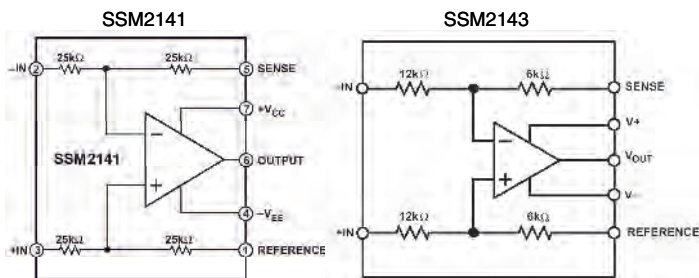 SSM2141 SSM2143
25kΩ 25kΩ
–IN 2 5 SENSE
12kΩ 6kΩ
–IN SENSE
7 +VCC
V+
SSM2141
– –
6 OUTPUT
VOUT
+ +
4 –VEE
V–
25kΩ 25kΩ
+IN 3 1 REFERENCE
12kΩ 6kΩ
+IN REFERENCE